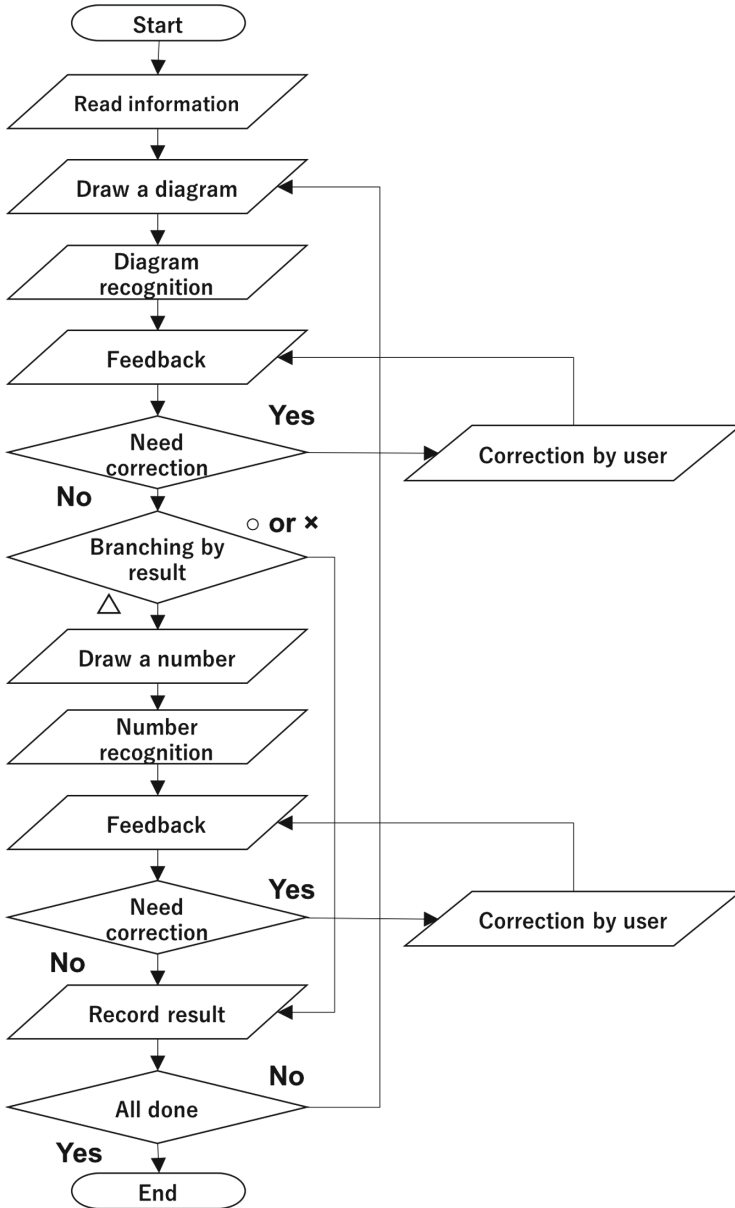 Start
Read information
Draw a diagram
Diagram
recognition
Feedback
Yes
Need
correction
Correction by user
No
○ or ×
Branching by
result
△
Draw a number
Number
recognition
Feedback
Yes
Need
correction
Correction by user
No
Record result
No
All done
Yes
End